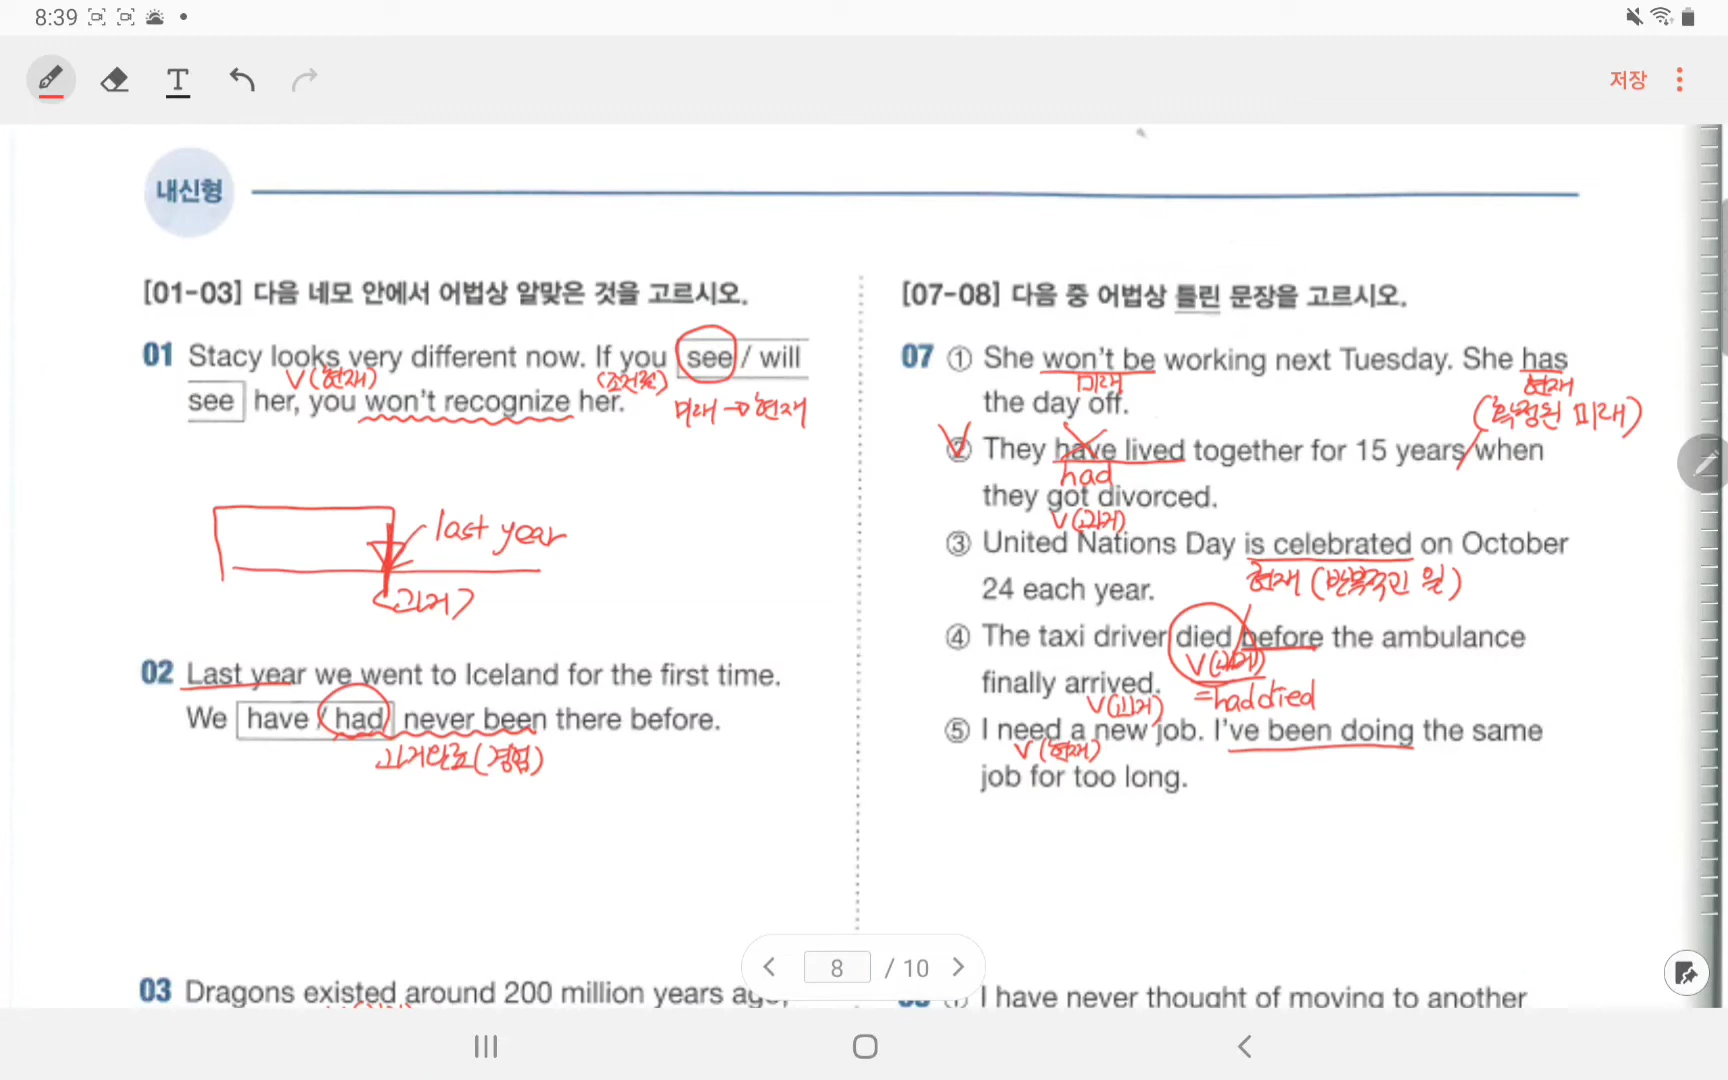 8:39
저장
내신형
[01-03] 다음 네모 안에서 어법상 알맞은 것을 고르시오.
01 Stacy looks very different now. If you see / will
V(현재)
(조건절)
see her, you won't recognize her.
미래→현재
last year
(과거)
02 Last year we went to Iceland for the first time.
We have / had never been there before.
과거완료(경험)
03 Dragons existed around 200 million years ago,
[07-08] 다음 중 어법상 틀린 문장을 고르시오.
07 ① She won't be working next Tuesday. She has
미래
현재
the day off.
(확정된 미래)
V
② They have lived together for 15 years when
had
they got divorced.
V(과거)
③ United Nations Day is celebrated on October
현재(반복적인 일)
24 each year.
④ The taxi driver died before the ambulance
V(과거)
finally arrived.
=had died
V(과거)
⑤ I need a new job. I've been doing the same
V(현재)
job for too long.
8 / 10
① I have never thought of moving to another